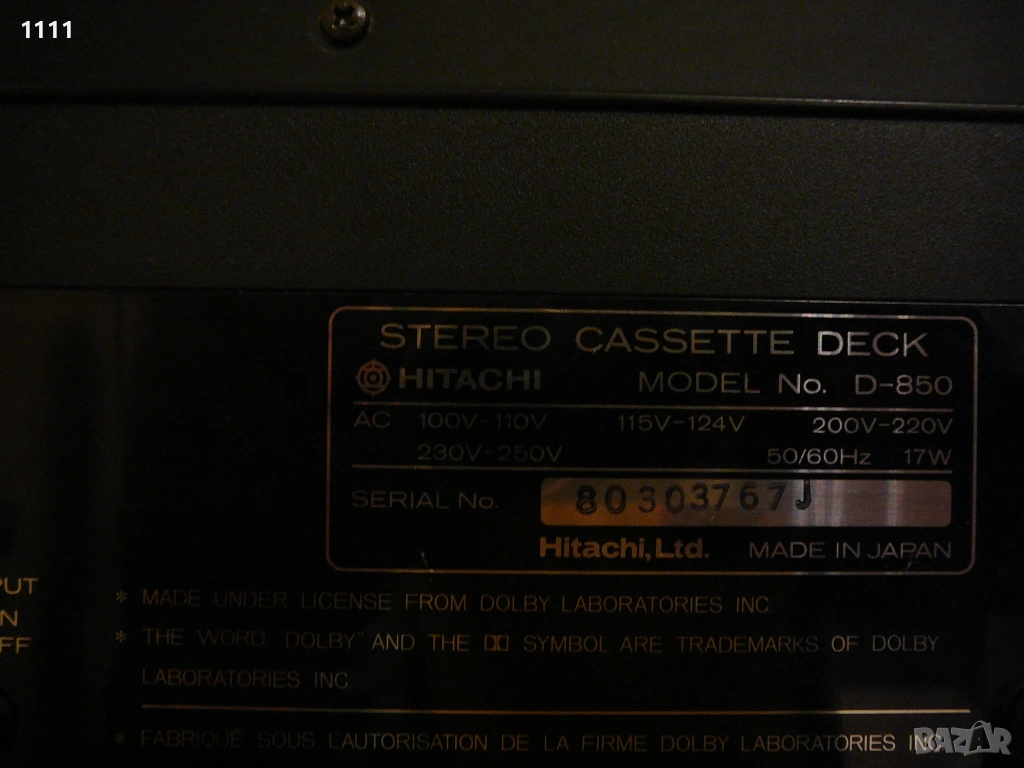 1111
STEREO CASSETTE DECK
HITACHI MODEL No. D-850
AC 100V-110V 115V-124V 200V-220V
230V-250V 50/60Hz 17W
SERIAL No. 80303767J
Hitachi, Ltd. MADE IN JAPAN
PUT
N
FF
* MADE UNDER LICENSE FROM DOLBY LABORATORIES INC.
* THE WORD "DOLBY" AND THE SYMBOL ARE TRADEMARKS OF DOLBY
LABORATORIES INC.
* FABRIQUÉ SOUS L'AUTORISATION DE LA FIRME DOLBY LABORATORIES INC.
BAZAR